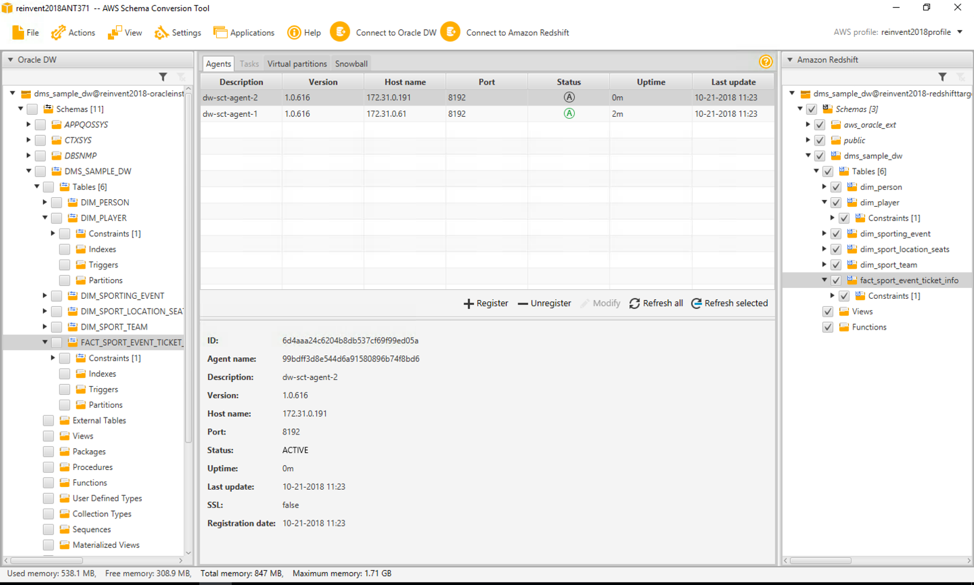 reinvent2018ANT371 -- AWS Schema Conversion Tool
File Actions View Settings Applications Help Connect to Oracle DW Connect to Amazon Redshift AWS profile: reinvent2018profile
Oracle DW
dms_sample_dw@reinvent2018-oracleinst
Schemas [11]
APPQOSSYS
CTXSYS
DBSNMP
DMS_SAMPLE_DW
Tables [6]
DIM_PERSON
DIM_PLAYER
Constraints [1]
Indexes
Triggers
Partitions
DIM_SPORTING_EVENT
DIM_SPORT_LOCATION_SEA
DIM_SPORT_TEAM
FACT_SPORT_EVENT_TICKET_
Constraints [1]
Indexes
Triggers
Partitions
External Tables
Views
Packages
Procedures
Functions
User Defined Types
Collection Types
Sequences
Materialized Views
Agents Tasks Virtual partitions Snowball
Description Version Host name Port Status Uptime Last update
dw-sct-agent-2 1.0.616 172.31.0.191 8192 A 0m 10-21-2018 11:23
dw-sct-agent-1 1.0.616 172.31.0.61 8192 A 2m 10-21-2018 11:23
Register Unregister Modify Refresh all Refresh selected
ID: 6d4aaa24c6204b8db537cf69f99ed05a
Agent name: 99bdff3d8e544d6a91580896b74f8bd6
Description: dw-sct-agent-2
Version: 1.0.616
Host name: 172.31.0.191
Port: 8192
Status: ACTIVE
Uptime: 0m
Last update: 10-21-2018 11:23
SSL: false
Registration date: 10-21-2018 11:23
Amazon Redshift
dms_sample_dw@reinvent2018-redshifttarg
Schemas [3]
aws_oracle_ext
public
dms_sample_dw
Tables [6]
dim_person
dim_player
Constraints [1]
dim_sporting_event
dim_sport_location_seats
dim_sport_team
fact_sport_event_ticket_info
Constraints [1]
Views
Functions
Used memory: 538.1 MB, Free memory: 308.9 MB, Total memory: 847 MB, Maximum memory: 1.71 GB